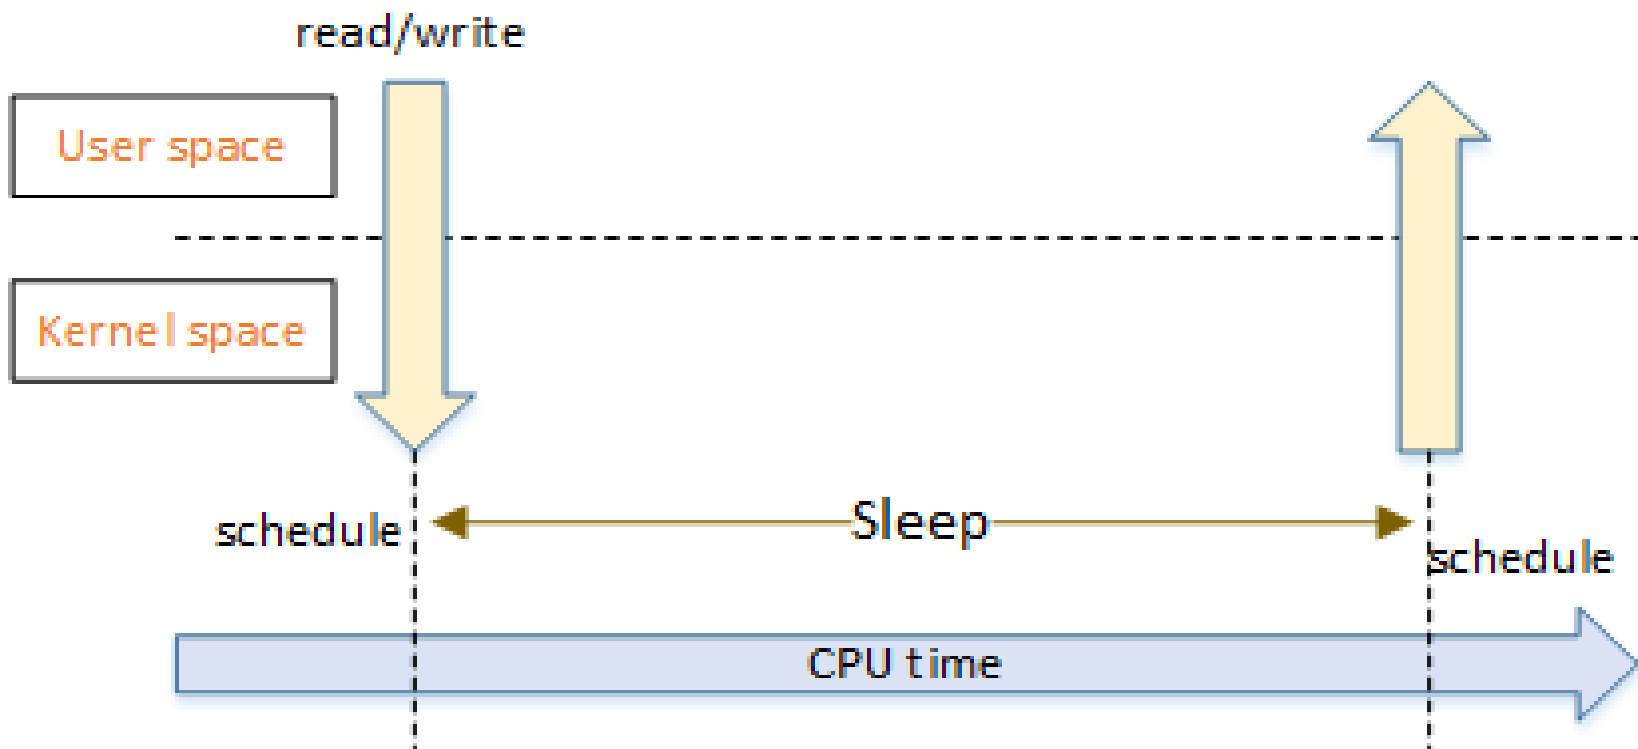 read/write
User space
Kernel space
schedule
Sleep
schedule
CPU time